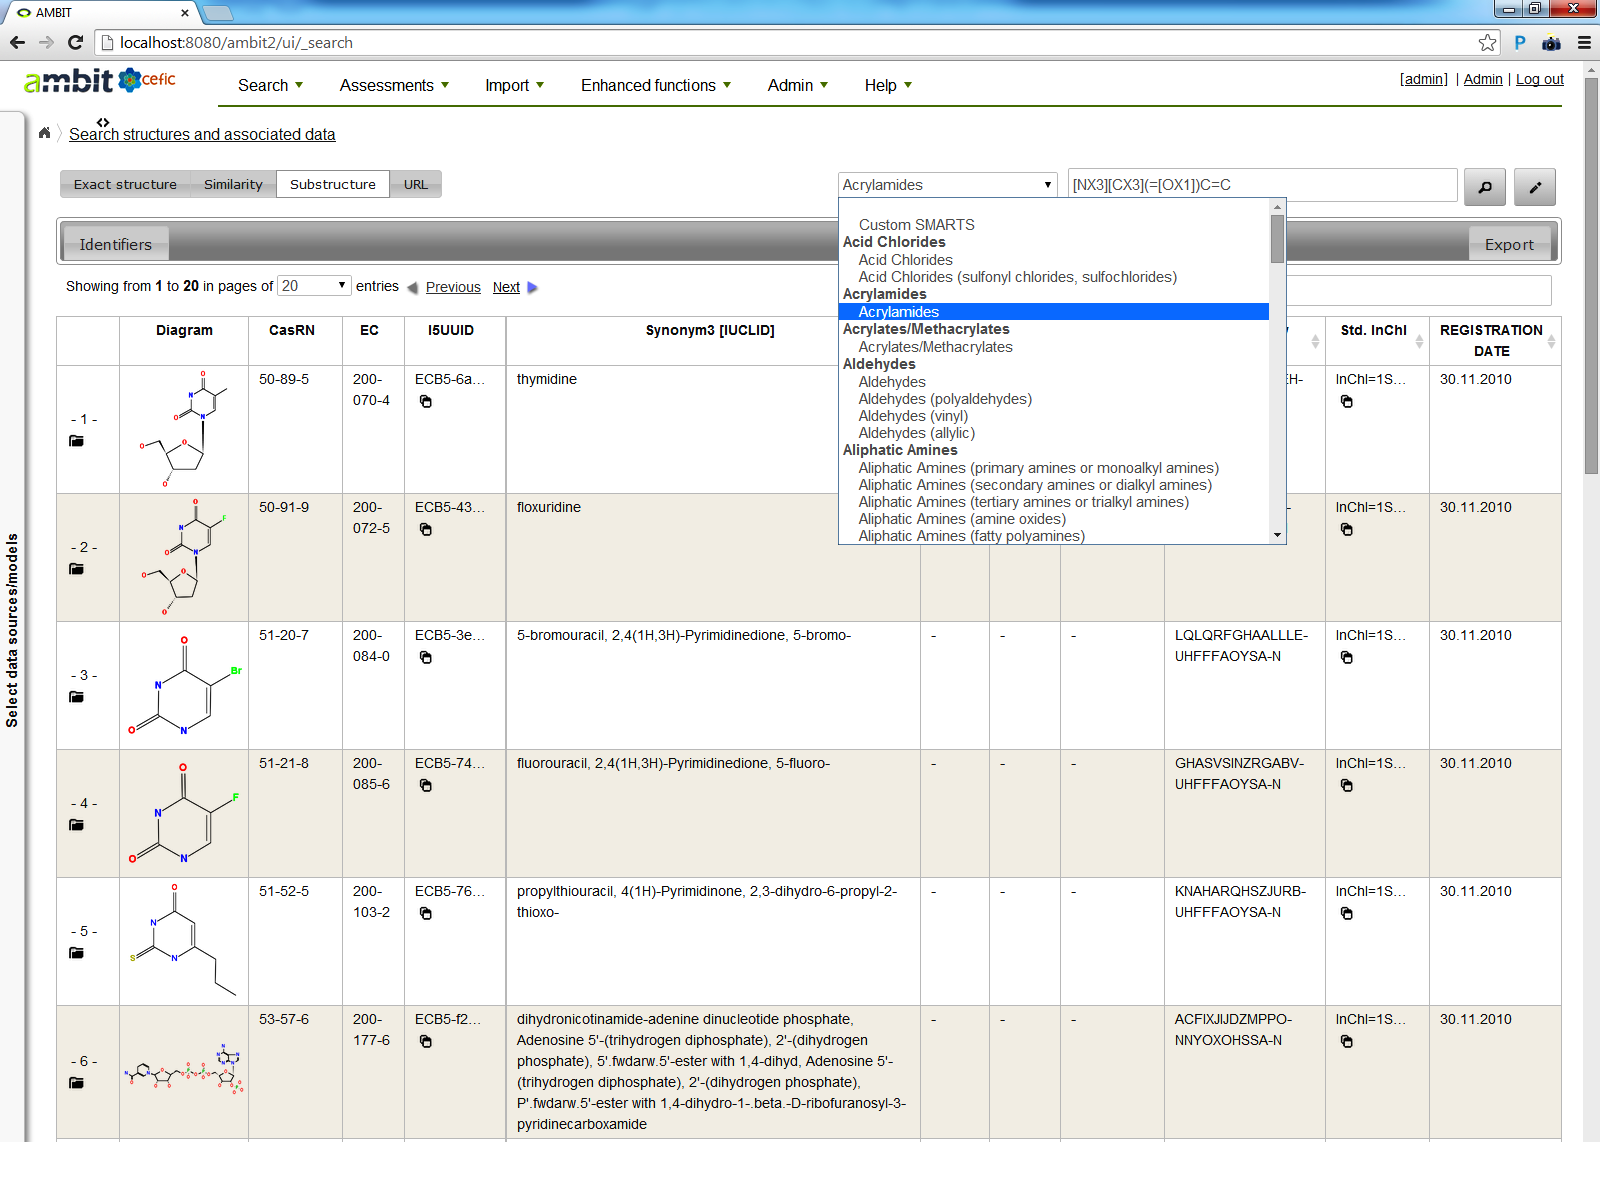 AMBIT
localhost:8080/ambit2/ui/_search
ambit cefic
Search Assessments Import Enhanced functions Admin Help
[admin] | Admin | Log out
Search structures and associated data
Exact structure Similarity Substructure URL
Acrylamides
[NX3][CX3](=[OX1])C=C
Custom SMARTS
Acid Chlorides
Acid Chlorides
Acid Chlorides (sulfonyl chlorides, sulfochlorides)
Acrylamides
Acrylamides
Acrylates/Methacrylates
Acrylates/Methacrylates
Aldehydes
Aldehydes
Aldehydes (polyaldehydes)
Aldehydes (vinyl)
Aldehydes (allylic)
Aliphatic Amines
Aliphatic Amines (primary amines or monoalkyl amines)
Aliphatic Amines (secondary amines or dialkyl amines)
Aliphatic Amines (tertiary amines or trialkyl amines)
Aliphatic Amines (amine oxides)
Aliphatic Amines (fatty polyamines)
Identifiers
Export
Showing from 1 to 20 in pages of 20 entries Previous Next
Select data sources/models
Diagram CasRN EC I5UUID Synonym3 [IUCLID] Std. InChI REGISTRATION
DATE
- 1 - 50-89-5 200- ECB5-6a... thymidine InChI=1S... 30.11.2010
070-4
- 2 - 50-91-9 200- ECB5-43... floxuridine InChI=1S... 30.11.2010
072-5
- 3 - 51-20-7 200- ECB5-3e... 5-bromouracil, 2,4(1H,3H)-Pyrimidinedione, 5-bromo- - - - LQLQRFGHAALLLE- InChI=1S... 30.11.2010
084-0 UHFFFAOYSA-N
- 4 - 51-21-8 200- ECB5-74... fluorouracil, 2,4(1H,3H)-Pyrimidinedione, 5-fluoro- - - - GHASVSINZRGABV- InChI=1S... 30.11.2010
085-6 UHFFFAOYSA-N
- 5 - 51-52-5 200- ECB5-76... propylthiouracil, 4(1H)-Pyrimidinone, 2,3-dihydro-6-propyl-2- - - - KNAHARQHSZJURB- InChI=1S... 30.11.2010
103-2 thioxo- UHFFFAOYSA-N
- 6 - 53-57-6 200- ECB5-f2... dihydronicotinamide-adenine dinucleotide phosphate, - - - ACFIXJIJDZMPPO- InChI=1S... 30.11.2010
177-6 Adenosine 5'-(trihydrogen diphosphate), 2'-(dihydrogen NNYOXOHSSA-N
phosphate), 5'.fwdarw.5'-ester with 1,4-dihyd, Adenosine 5'-
(trihydrogen diphosphate), 2'-(dihydrogen phosphate),
P'.fwdarw.5'-ester with 1,4-dihydro-1-.beta.-D-ribofuranosyl-3-
pyridinecarboxamide